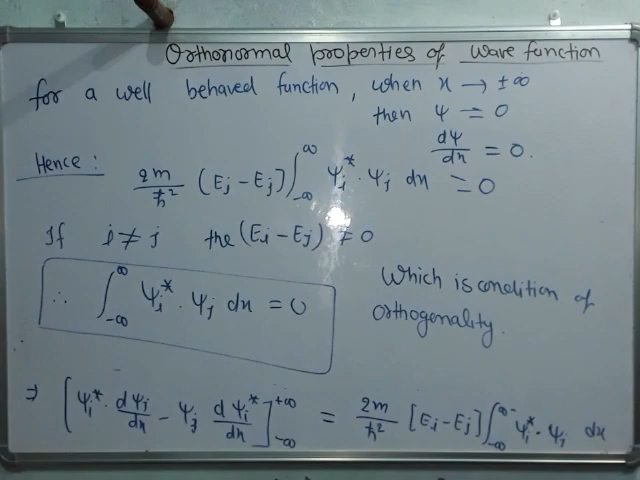 Orthonormal properties of wave function
for a well behaved function, when x → ±∞
then ψ = 0
dψ/dx = 0.
Hence : 2m/ħ² (Ej - Ej) ∫_{-∞}^{∞} ψi* · ψj dx = 0
If i ≠ j the (Ei - Ej) ≠ 0
∴ ∫_{-∞}^{∞} ψi* · ψj dx = 0
Which is condition of
orthogonality.
⇒ [ψi* · dψj/dx - ψj dψi*/dx]_{-∞}^{+∞} = 2m/ħ² [Ei - Ej] ∫_{-∞}^{∞} ψi* · ψj dx